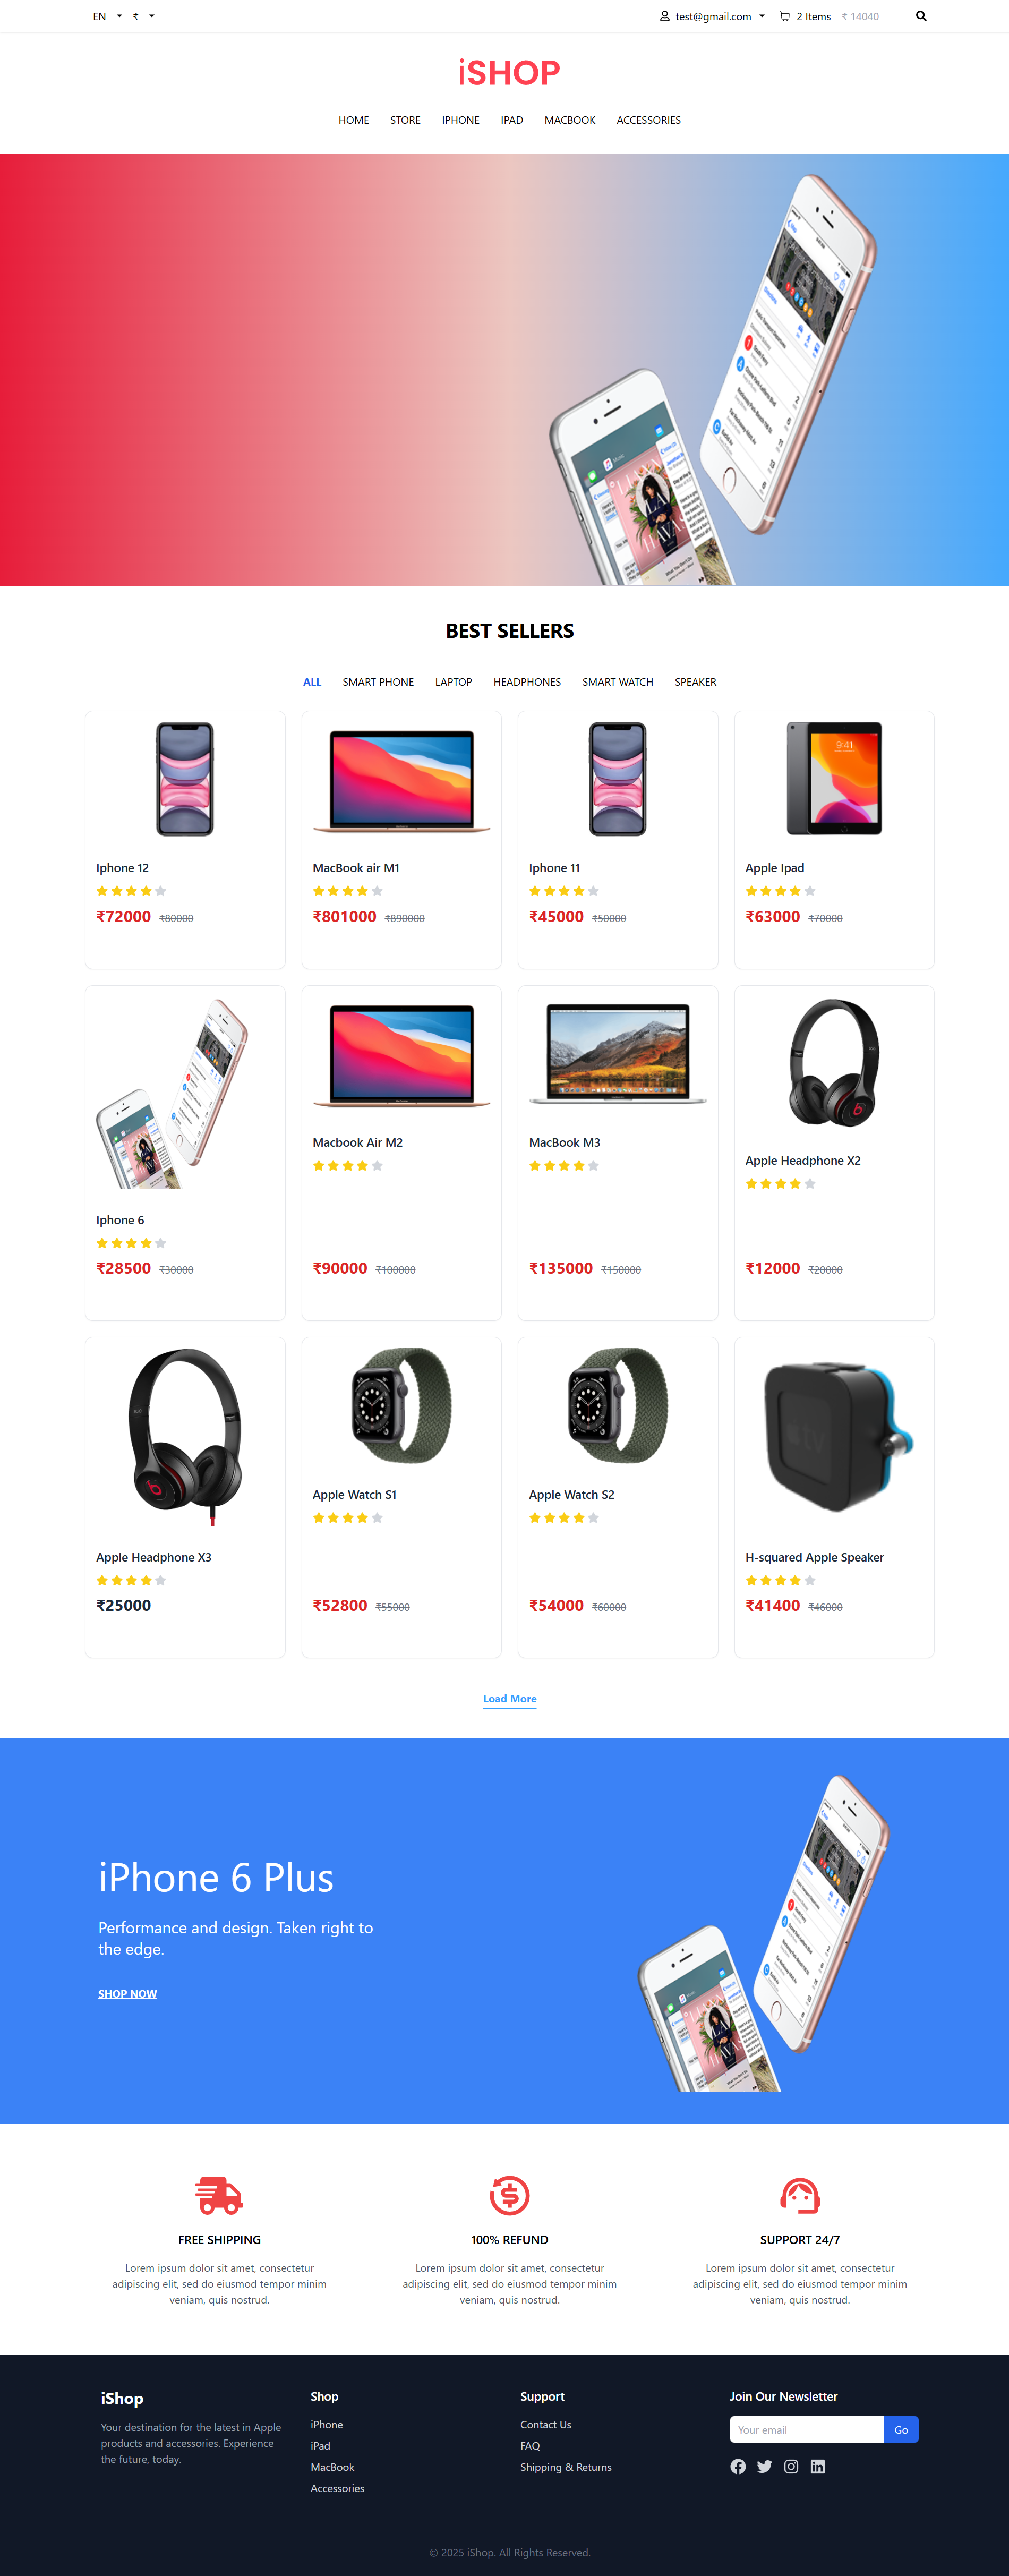 EN ₹ test@gmail.com 2 Items ₹ 14040
iSHOP
HOME STORE IPHONE IPAD MACBOOK ACCESSORIES
BEST SELLERS
ALL SMART PHONE LAPTOP HEADPHONES SMART WATCH SPEAKER
9:41
Iphone 12
₹72000 ₹80000
MacBook air M1
₹801000 ₹890000
Iphone 11
₹45000 ₹50000
Apple Ipad
₹63000 ₹70000
Iphone 6
₹28500 ₹30000
Macbook Air M2
₹90000 ₹100000
MacBook M3
₹135000 ₹150000
Apple Headphone X2
₹12000 ₹20000
Apple Headphone X3
₹25000
Apple Watch S1
₹52800 ₹55000
Apple Watch S2
₹54000 ₹60000
tv
H-squared Apple Speaker
₹41400 ₹46000
Load More
iPhone 6 Plus
Performance and design. Taken right to
the edge.
SHOP NOW
FREE SHIPPING
Lorem ipsum dolor sit amet, consectetur
adipiscing elit, sed do eiusmod tempor minim
veniam, quis nostrud.
100% REFUND
Lorem ipsum dolor sit amet, consectetur
adipiscing elit, sed do eiusmod tempor minim
veniam, quis nostrud.
SUPPORT 24/7
Lorem ipsum dolor sit amet, consectetur
adipiscing elit, sed do eiusmod tempor minim
veniam, quis nostrud.
iShop
Your destination for the latest in Apple
products and accessories. Experience
the future, today.
Shop
iPhone
iPad
MacBook
Accessories
Support
Contact Us
FAQ
Shipping & Returns
Join Our Newsletter
Your email Go
© 2025 iShop. All Rights Reserved.